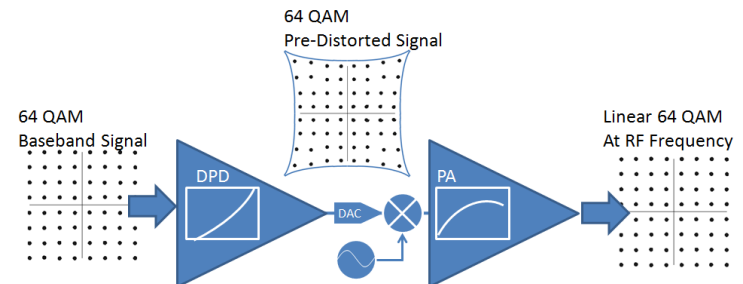 64 QAM
Pre-Distorted Signal
64 QAM
Baseband Signal
Linear 64 QAM
At RF Frequency
DPD
PA
DAC